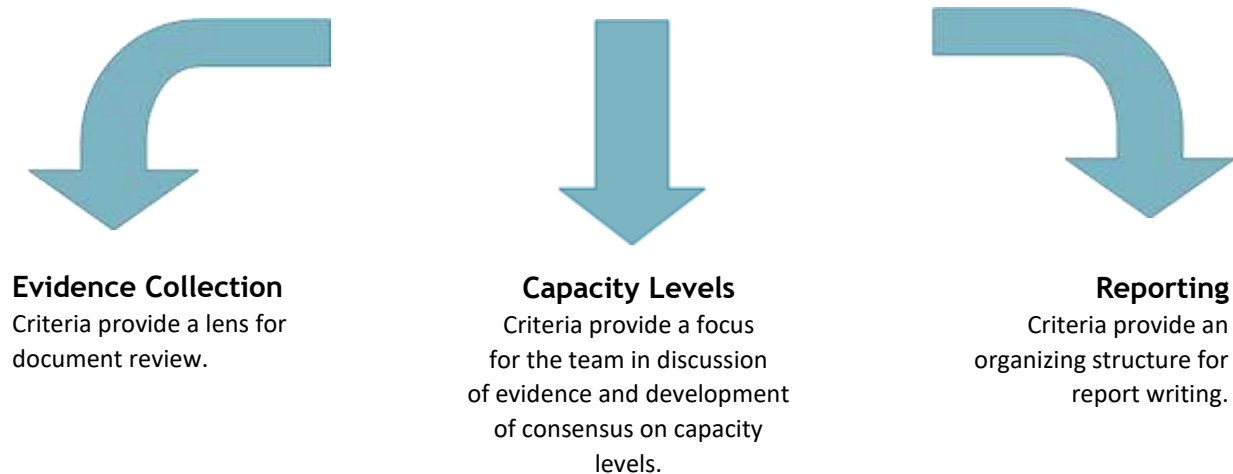 Evidence Collection
Criteria provide a lens for
document review.
Capacity Levels
Criteria provide a focus
for the team in discussion
of evidence and development
of consensus on capacity
levels.
Reporting
Criteria provide an
organizing structure for
report writing.